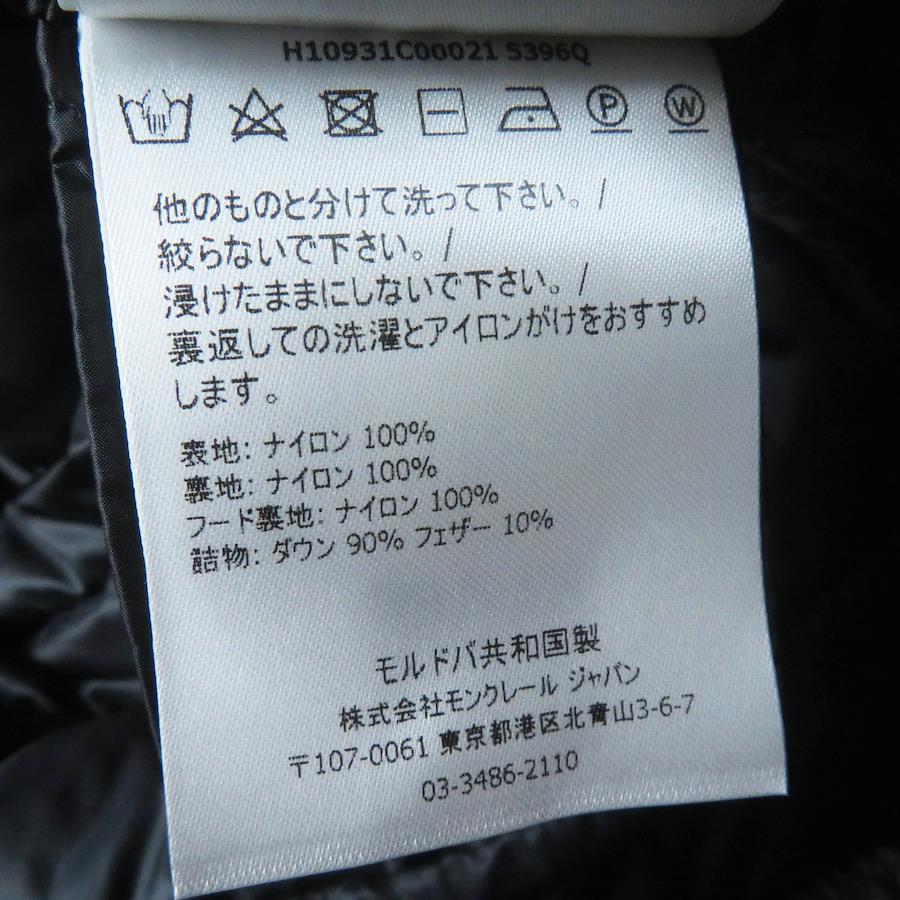 H10931C00021 5396Q
P W
他のものと分けて洗って下さい。/
絞らないで下さい。/
浸けたままにしないで下さい。/
裏返しての洗濯とアイロンがけをおすすめ
します。
表地: ナイロン 100%
裏地: ナイロン 100%
フード裏地: ナイロン 100%
詰物: ダウン 90% フェザー 10%
モルドバ共和国製
株式会社モンクレール ジャパン
〒107-0061 東京都港区北青山3-6-7
03-3486-2110